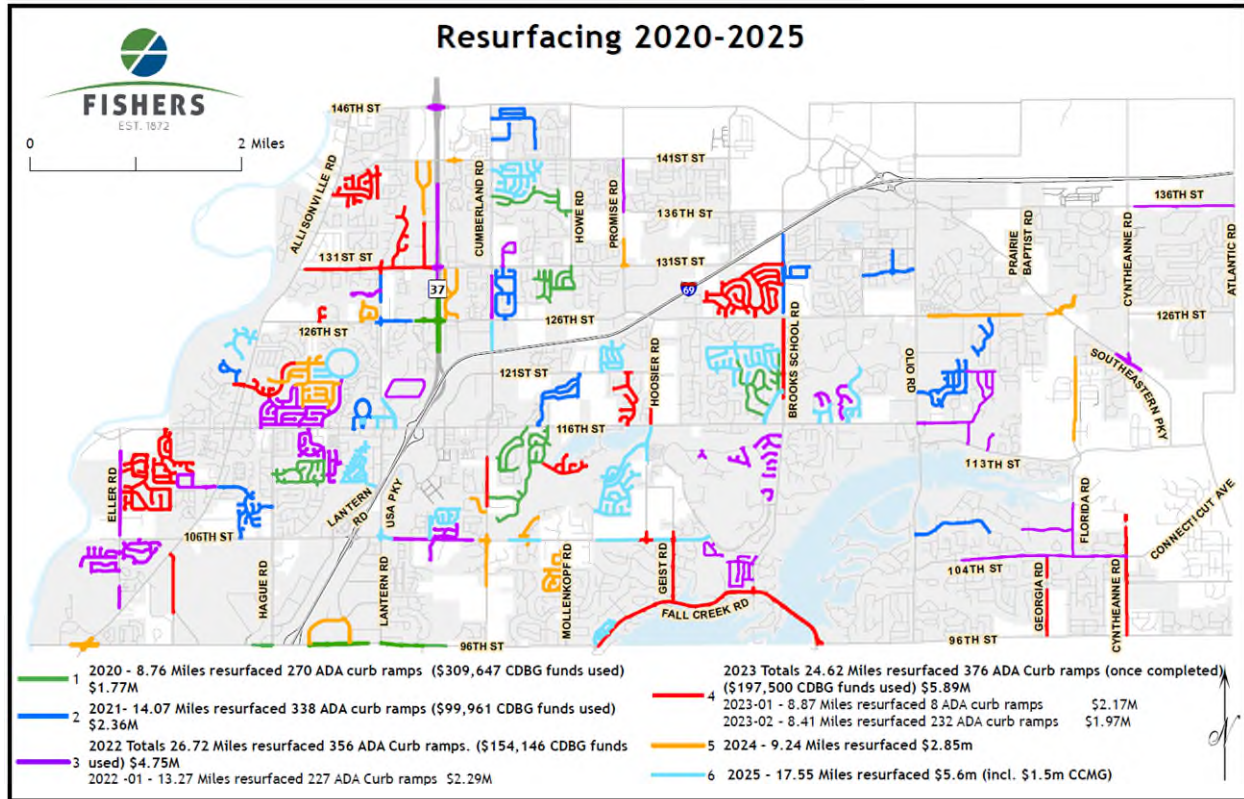 Resurfacing 2020-2025
FISHERS
EST. 1872
0
2 Miles
146TH ST
ALLISONVILLE RD
CUMBERLAND RD
141ST ST
HOWE RD
PROMISE RD
136TH ST
136TH ST
131ST ST
131ST ST
37
69
PRAIRIE
BAPTIST RD
CYNTHEANNE RD
ATLANTIC RD
126TH ST
126TH ST
126TH ST
121ST ST
HOOSIER RD
BROOKS SCHOOL RD
OLIO RD
SOUTHEASTERN PKY
116TH ST
113TH ST
ELLER RD
LANTERN
RD
USA PKY
FLORIDA RD
CONNECTICUT AVE
106TH ST
104TH ST
HAGUE RD
LANTERN RD
MOLLENKOPF RD
GEIST RD
FALL CREEK RD
GEORGIA RD
CYNTHEANNE RD
96TH ST
96TH ST
1 2020 - 8.76 Miles resurfaced 270 ADA curb ramps ($309,647 CDBG funds used)
$1.77M
2 2021- 14.07 Miles resurfaced 338 ADA curb ramps ($99,961 CDBG funds used)
$2.36M
2022 Totals 26.72 Miles resurfaced 356 ADA Curb ramps. ($154,146 CDBG funds
3 used) $4.75M
2022 -01 - 13.27 Miles resurfaced 227 ADA Curb ramps $2.29M
2023 Totals 24.62 Miles resurfaced 376 ADA Curb ramps (once completed)
4 ($197,500 CDBG funds used) $5.89M
2023-01 - 8.87 Miles resurfaced 8 ADA curb ramps $2.17M
2023-02 - 8.41 Miles resurfaced 232 ADA curb ramps $1.97M
5 2024 - 9.24 Miles resurfaced $2.85m
6 2025 - 17.55 Miles resurfaced $5.6m (incl. $1.5m CCMG)
N